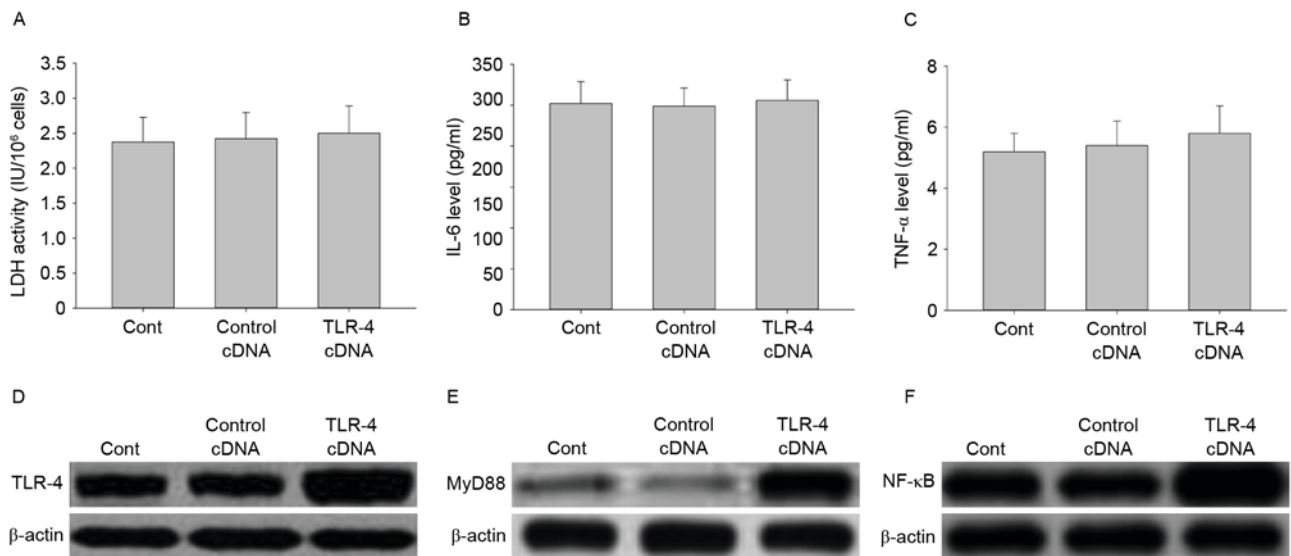 A
LDH activity (IU/10⁶ cells)
3.5
3.0
2.5
2.0
1.5
1.0
0.5
0
Cont
Control
cDNA
TLR-4
cDNA
B
IL-6 level (pg/ml)
350
300
250
200
150
100
50
0
Cont
Control
cDNA
TLR-4
cDNA
C
TNF-α level (pg/ml)
8
6
4
2
0
Cont
Control
cDNA
TLR-4
cDNA
D
Cont
Control
cDNA
TLR-4
cDNA
TLR-4
β-actin
E
Cont
Control
cDNA
TLR-4
cDNA
MyD88
β-actin
F
Cont
Control
cDNA
TLR-4
cDNA
NF-κB
β-actin